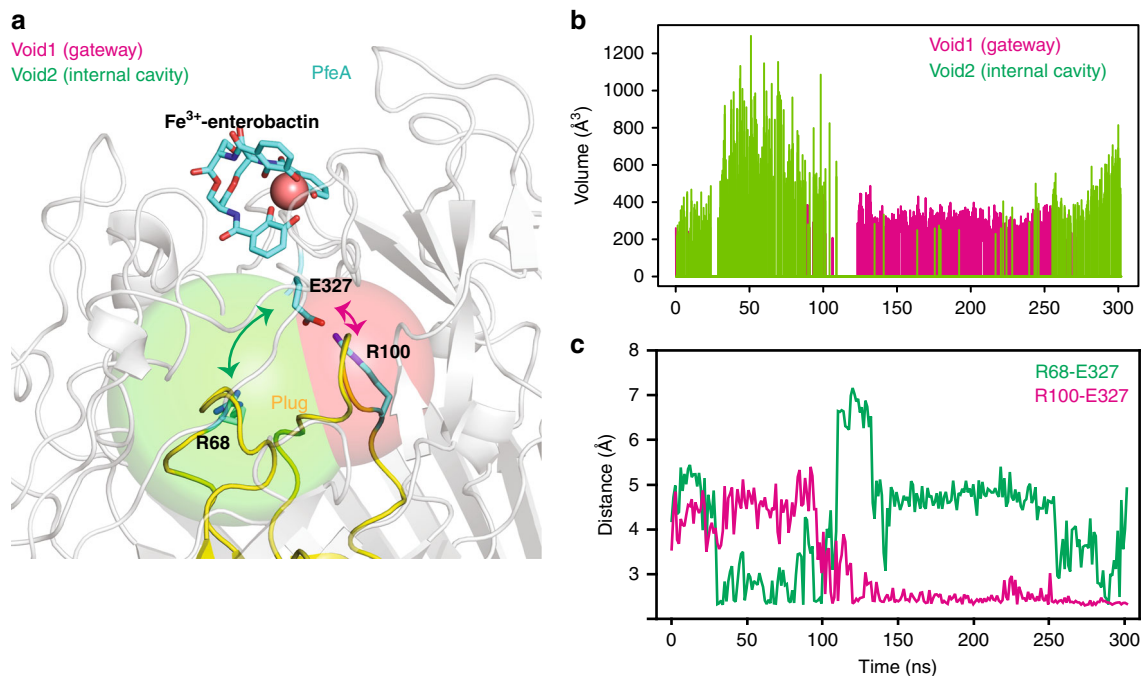 a
Void1 (gateway)
Void2 (internal cavity)
PfeA
Fe³⁺-enterobactin
E327
R100
Plug
R68
b
Void1 (gateway)
Void2 (internal cavity)
Volume (Å³)
1200
1000
800
600
400
200
0
0 50 100 150 200 250 300
c
R68-E327
R100-E327
Distance (Å)
8
7
6
5
4
3
0 50 100 150 200 250 300
Time (ns)